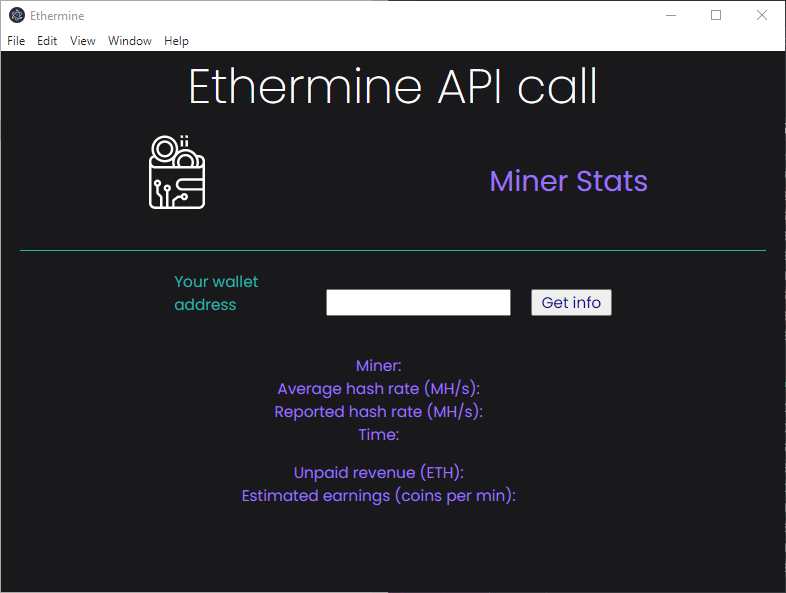 Ethermine
File Edit View Window Help
Ethermine API call
Miner Stats
Your wallet
address
Get info
Miner:
Average hash rate (MH/s):
Reported hash rate (MH/s):
Time:
Unpaid revenue (ETH):
Estimated earnings (coins per min):